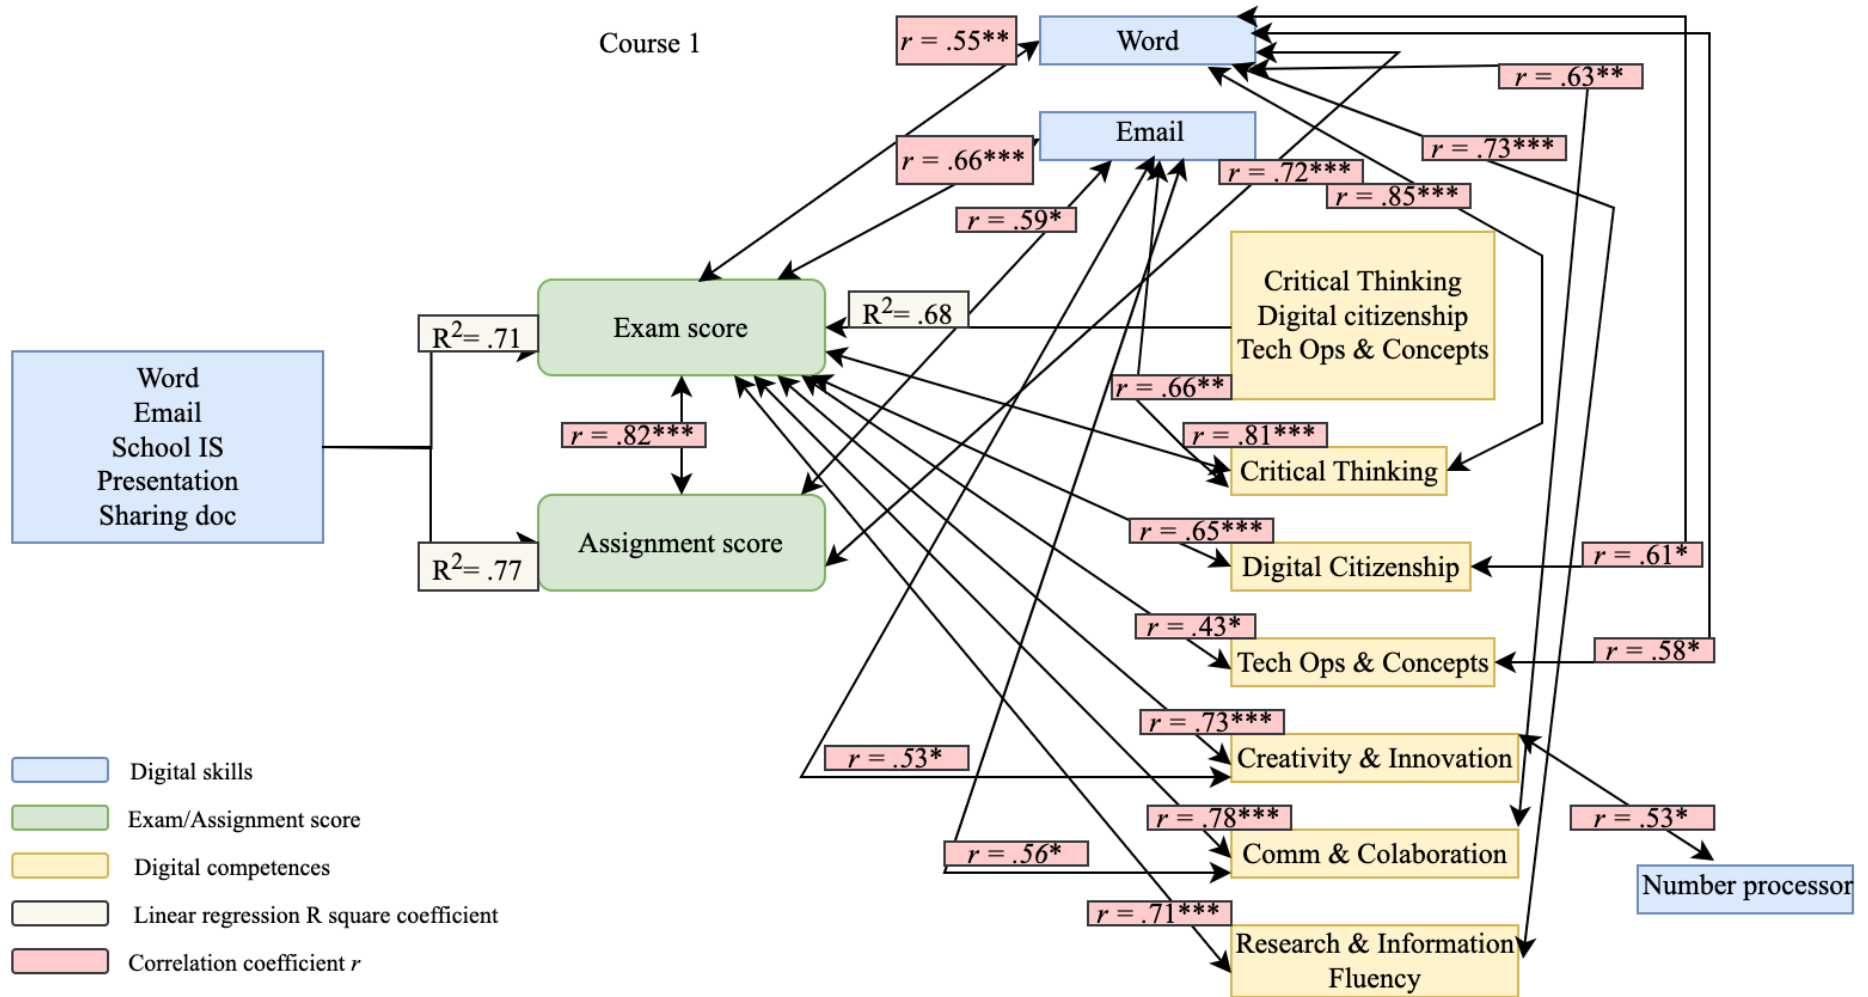 Course 1
r = .55**
Word
r = .63**
Email
r = .66***
r = .73***
r = .72***
r = .85***
r = .59*
Critical Thinking
Digital citizenship
Tech Ops & Concepts
R2= .68
Exam score
R2= .71
Word
Email
School IS
Presentation
Sharing doc
r = .66**
r = .82***
r = .81***
Critical Thinking
r = .65***
Assignment score
R2= .77
Digital Citizenship
r = .61*
r = .43*
Tech Ops & Concepts
r = .58*
r = .73***
r = .53*
Creativity & Innovation
r = .78***
r = .53*
r = .56*
Comm & Colaboration
Number processor
r = .71***
Research & Information
Fluency
Digital skills
Exam/Assignment score
Digital competences
Linear regression R square coefficient
Correlation coefficient r